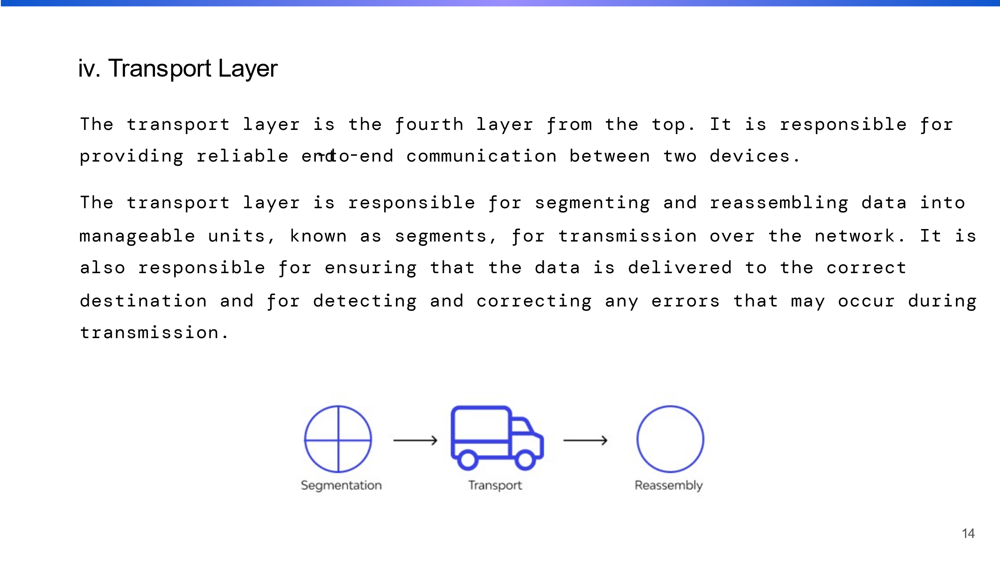 iv. Transport Layer
The transport layer is the fourth layer from the top. It is responsible for
providing reliable end-to-end communication between two devices.
The transport layer is responsible for segmenting and reassembling data into
manageable units, known as segments, for transmission over the network. It is
also responsible for ensuring that the data is delivered to the correct
destination and for detecting and correcting any errors that may occur during
transmission.
Segmentation
Transport
Reassembly
14